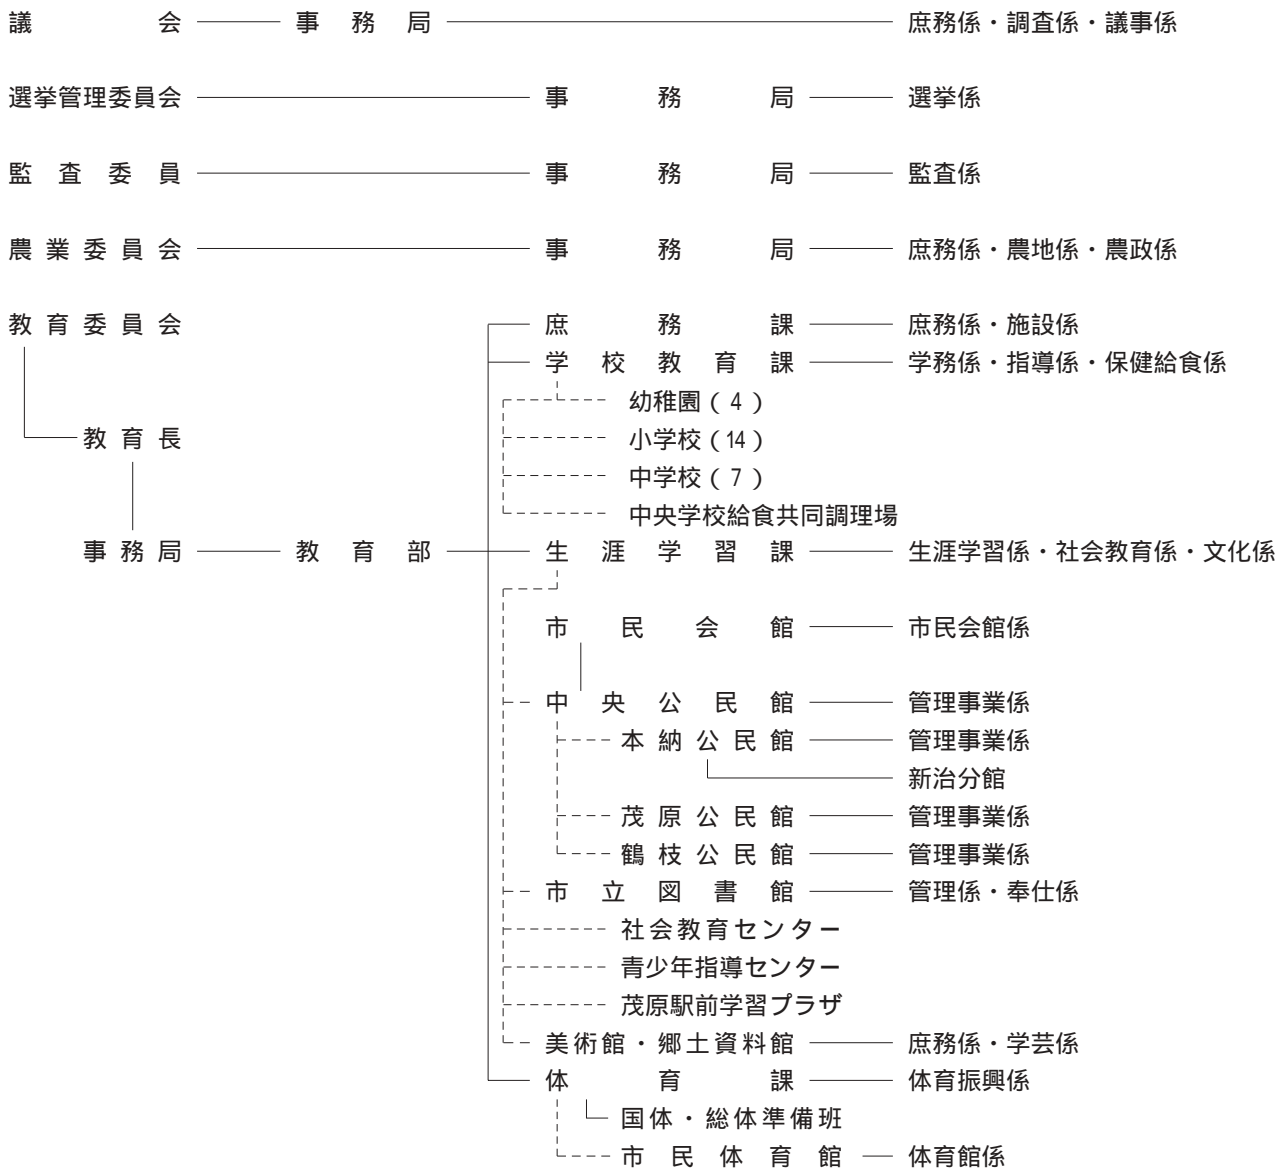 議会 事務局 庶務係・調査係・議事係
選挙管理委員会 事務局 選挙係
監査委員 事務局 監査係
農業委員会 事務局 庶務係・農地係・農政係
教育委員会 庶務課 庶務係・施設係
学校教育課 学務係・指導係・保健給食係
幼稚園(4)
教育長 小学校(14)
中学校(7)
中央学校給食共同調理場
事務局 教育部 生涯学習課 生涯学習係・社会教育係・文化係
市民会館 市民会館係
中央公民館 管理事業係
本納公民館 管理事業係
新治分館
茂原公民館 管理事業係
鶴枝公民館 管理事業係
市立図書館 管理係・奉仕係
社会教育センター
青少年指導センター
茂原駅前学習プラザ
美術館・郷土資料館 庶務係・学芸係
体育課 体育振興係
国体・総体準備班
市民体育館 体育館係